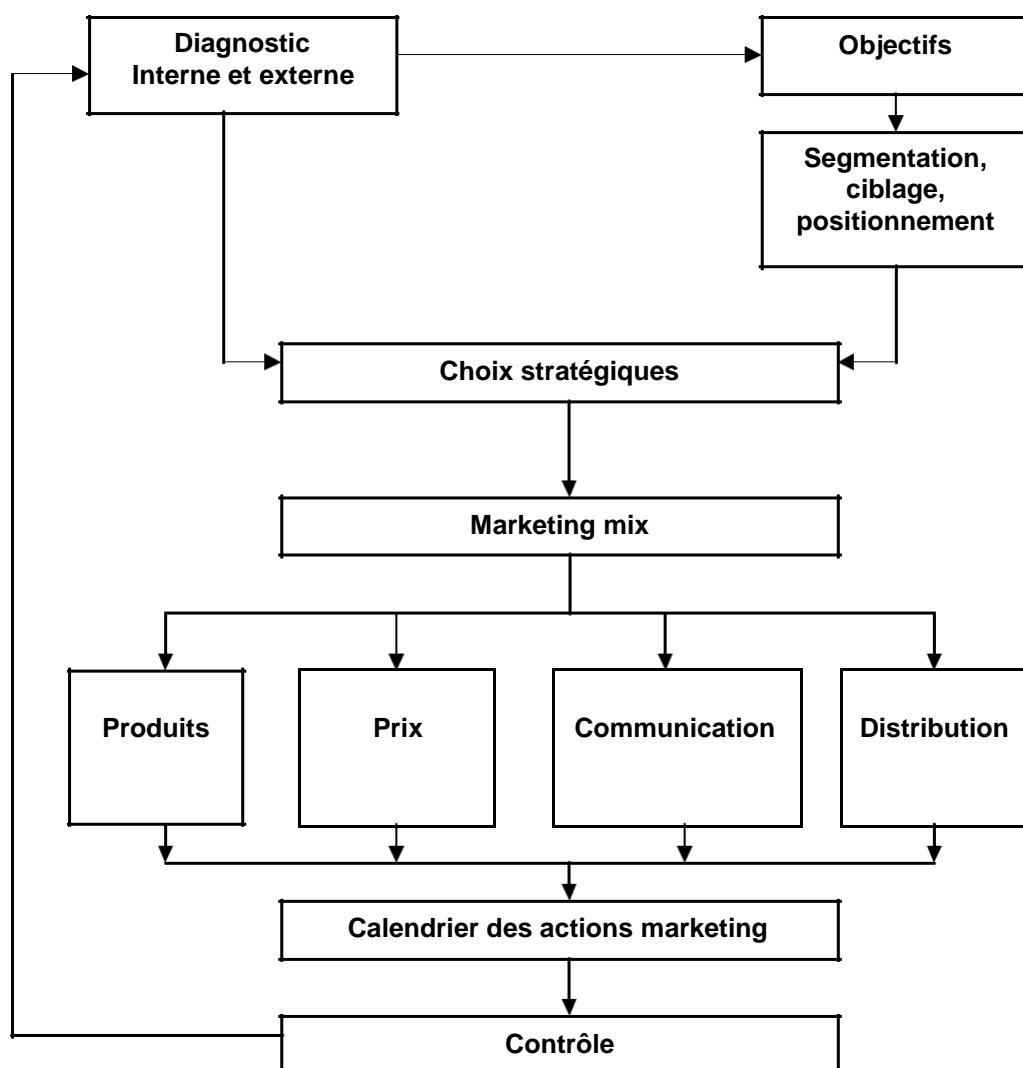 Diagnostic
Interne et externe
Objectifs
Segmentation,
ciblage,
positionnement
Choix stratégiques
Marketing mix
Produits
Prix
Communication
Distribution
Calendrier des actions marketing
Contrôle